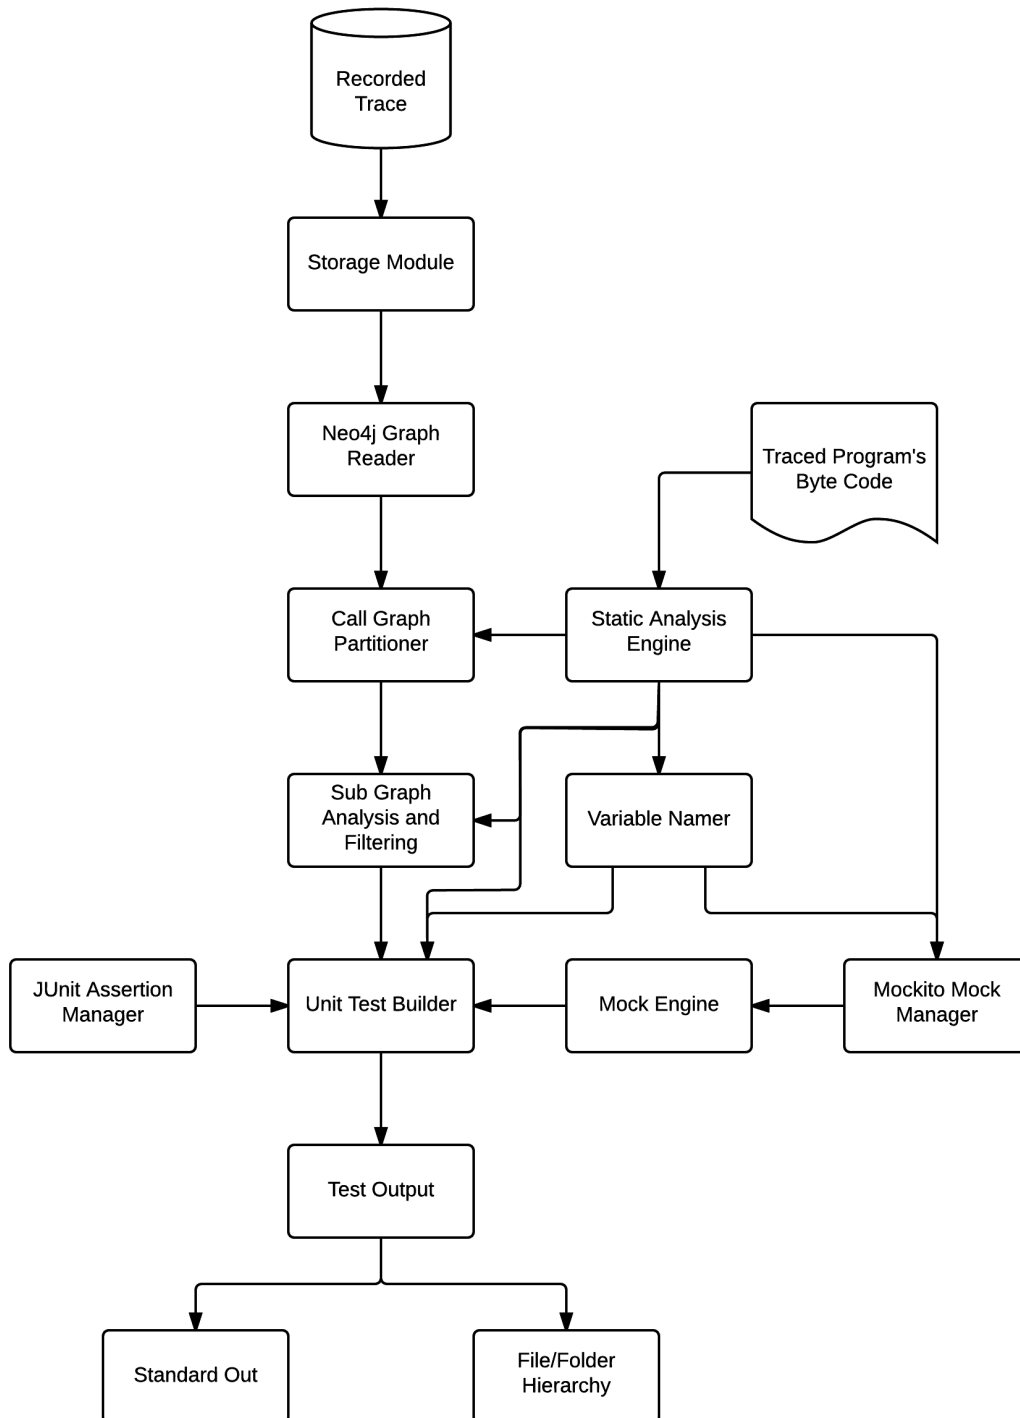 Recorded
Trace
Storage Module
Neo4j Graph
Reader
Traced Program's
Byte Code
Call Graph
Partitioner
Static Analysis
Engine
Sub Graph
Analysis and
Filtering
Variable Namer
JUnit Assertion
Manager
Unit Test Builder
Mock Engine
Mockito Mock
Manager
Test Output
Standard Out
File/Folder
Hierarchy